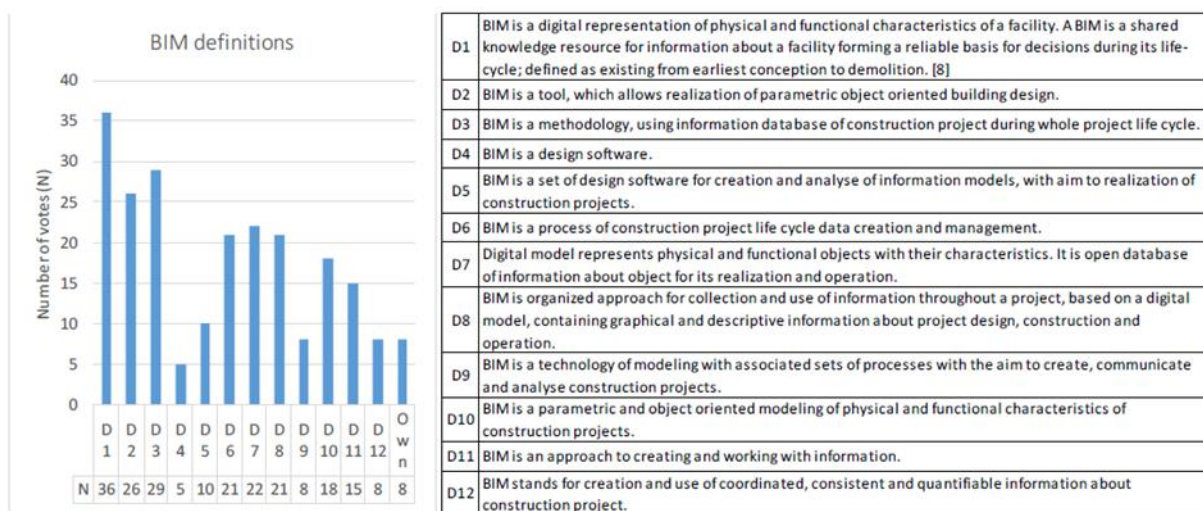 BIM definitions
Number of votes (N)
40
35
30
25
20
15
10
5
0
D 1 D 2 D 3 D 4 D 5 D 6 D 7 D 8 D 9 D 10 D 11 D 12 Own
N 36 26 29 5 10 21 22 21 8 18 15 8 8
D1 BIM is a digital representation of physical and functional characteristics of a facility. A BIM is a shared
knowledge resource for information about a facility forming a reliable basis for decisions during its life-
cycle; defined as existing from earliest conception to demolition. [8]
D2 BIM is a tool, which allows realization of parametric object oriented building design.
D3 BIM is a methodology, using information database of construction project during whole project life cycle.
D4 BIM is a design software.
D5 BIM is a set of design software for creation and analyse of information models, with aim to realization of
construction projects.
D6 BIM is a process of construction project life cycle data creation and management.
D7 Digital model represents physical and functional objects with their characteristics. It is open database
of information about object for its realization and operation.
D8 BIM is organized approach for collection and use of information throughout a project, based on a digital
model, containing graphical and descriptive information about project design, construction and
operation.
D9 BIM is a technology of modeling with associated sets of processes with the aim to create, communicate
and analyse construction projects.
D10 BIM is a parametric and object oriented modeling of physical and functional characteristics of
construction projects.
D11 BIM is an approach to creating and working with information.
D12 BIM stands for creation and use of coordinated, consistent and quantifiable information about
construction project.